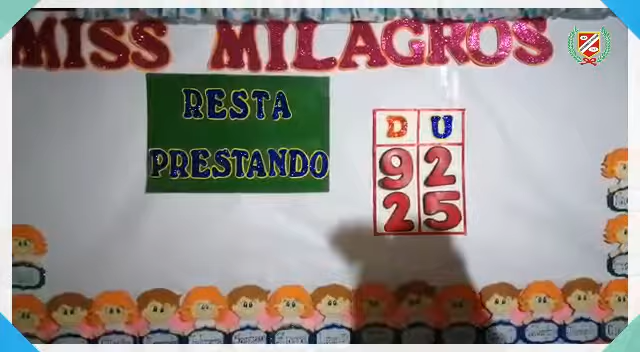 MISS MILAGROS
RESTA
PRESTANDO
D U
9 2
2 5